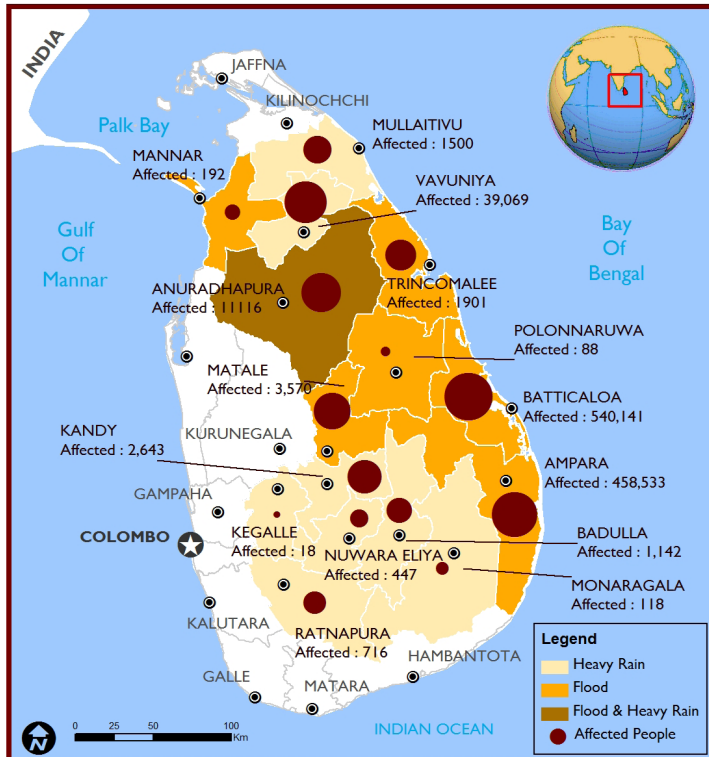 INDIA
JAFFNA
KILINOCHCHI
Palk Bay
MULLAITIVU
Affected : 1500
MANNAR
Affected : 192
VAVUNIYA
Affected : 39,069
Gulf
Of
Mannar
Bay
Of
Bengal
ANURADHAPURA
Affected : 11116
TRINCOMALEE
Affected : 1901
POLONNARUWA
Affected : 88
MATALE
Affected : 3,570
BATTICALOA
Affected : 540,141
KANDY
Affected : 2,643
KURUNEGALA
AMPARA
Affected : 458,533
GAMPAHA
COLOMBO
KEGALLE
Affected : 18
NUWARA ELIYA
Affected : 447
BADULLA
Affected : 1,142
MONARAGALA
Affected : 118
KALUTARA
RATNAPURA
Affected : 716
HAMBANTOTA
GALLE
MATARA
INDIAN OCEAN
Legend
Heavy Rain
Flood
Flood & Heavy Rain
Affected People
N
0 25 50 100
Km